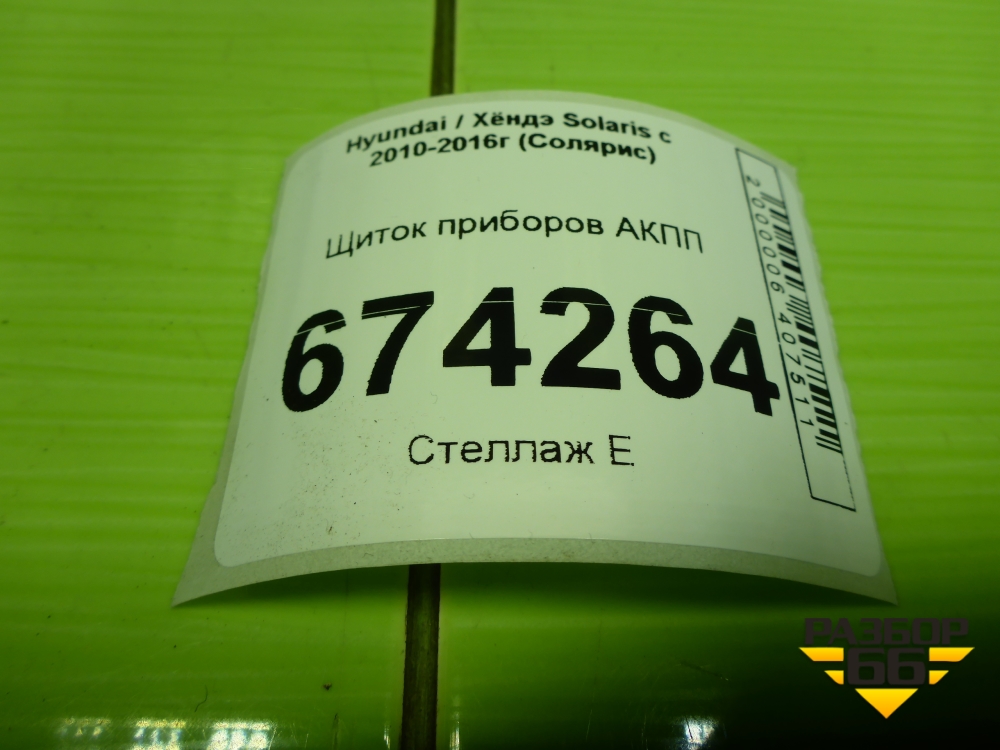 Hyundai / Хёндэ Solaris с
2010-2016г (Солярис)
Щиток приборов АКПП
674264
Стеллаж Е
2000006407511
РАЗБОР
66